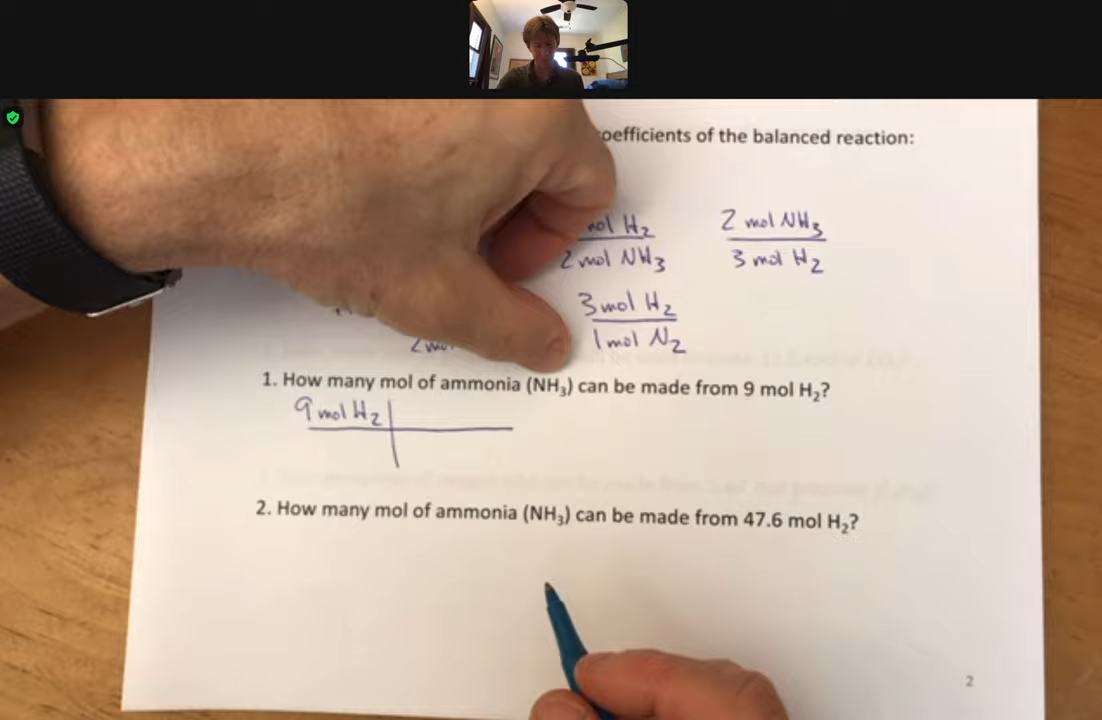 coefficients of the balanced reaction:
mol H₂ 2 mol NH₃
2 mol NH₃ 3 mol H₂
3 mol H₂
1 mol N₂
1. How many mol of ammonia (NH₃) can be made from 9 mol H₂?
9 mol H₂
2. How many mol of ammonia (NH₃) can be made from 47.6 mol H₂?
2